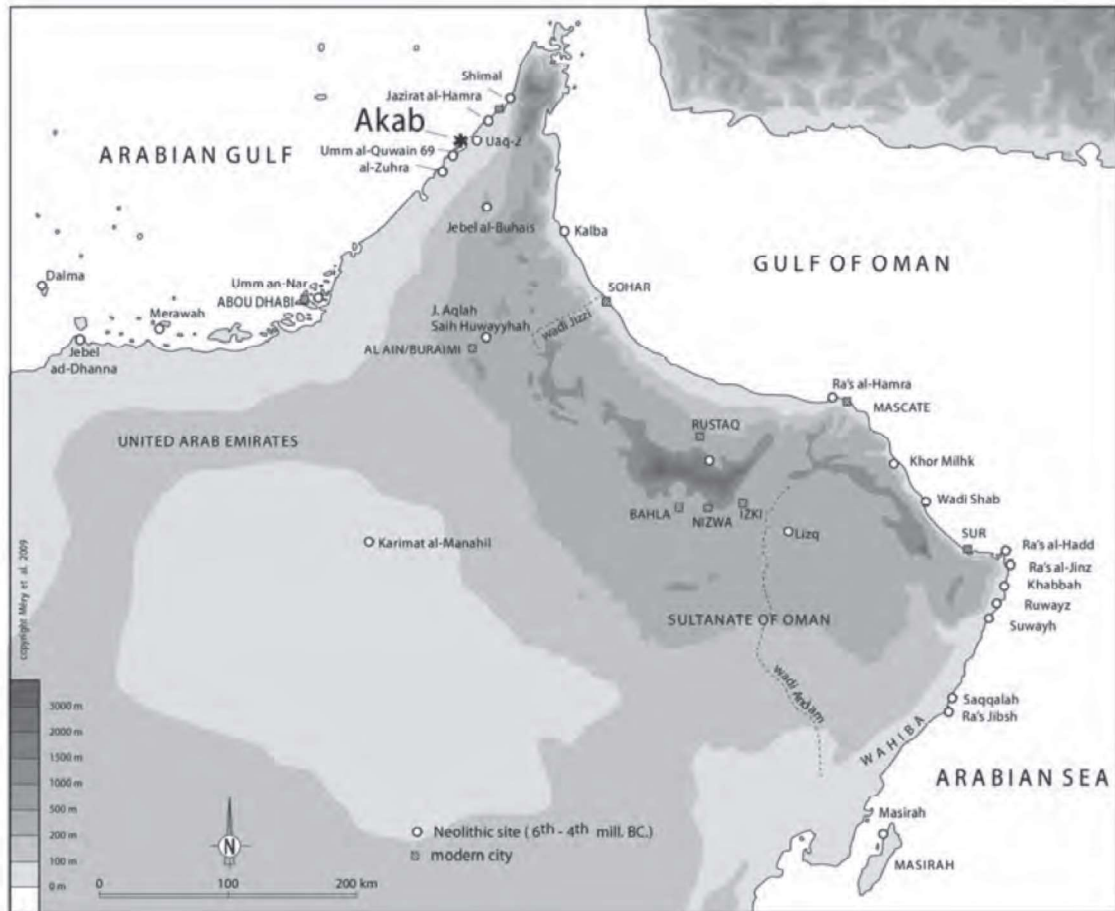 Shimal
Jazirat al-Hamra
Akab
Uaq-2
ARABIAN GULF
Umm al-Quwain 69
al-Zuhra
Jebel al-Buhais
Kalba
GULF OF OMAN
Dalma
Umm an-Nar
ABOU DHABI
SOHAR
Merawah
J. Aqlah
Saih Huwayyhah
wadi Jizzi
Jebel
ad-Dhanna
AL AIN/BURAIMI
Ra's al-Hamra
MASCATE
UNITED ARAB EMIRATES
RUSTAQ
Khor Milhk
Wadi Shab
BAHLA
NIZWA
IZKI
Lizq
Karimat al-Manahil
SUR
Ra's al-Hadd
Ra's al-Jinz
Khabbah
Ruwayz
Suwayh
SULTANATE OF OMAN
copyright Méry et al. 2009
wadi Andam
Saqqalah
Ra's Jibsh
WAHIBA
ARABIAN SEA
3000 m
2000 m
1500 m
1000 m
500 m
200 m
100 m
0 m
N
Masirah
MASIRAH
Neolithic site ( 6th - 4th mill. BC.)
modern city
0 100 200 km